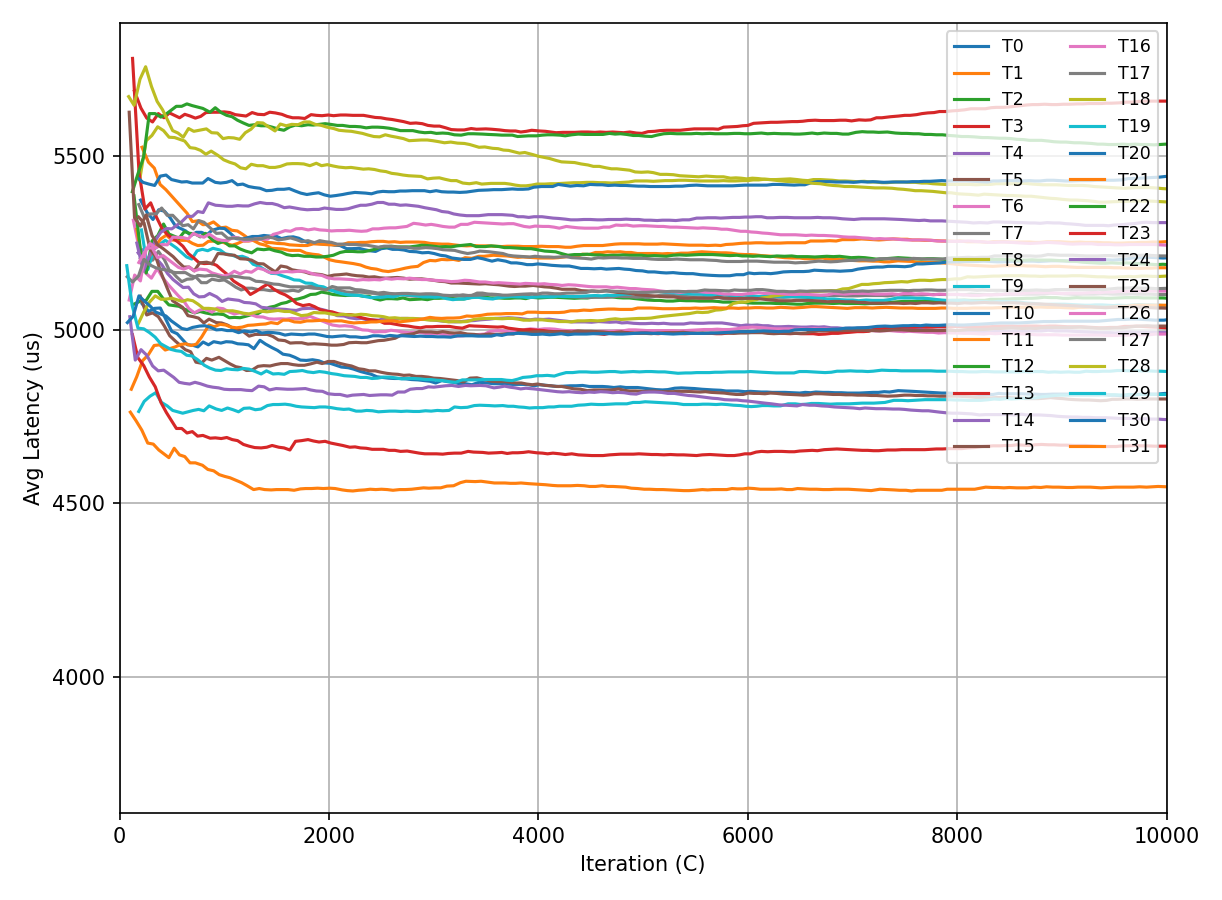 5500
5000
4500
4000
Avg Latency (us)
0 2000 4000 6000 8000 10000
Iteration (C)
T0 T16
T1 T17
T2 T18
T3 T19
T4 T20
T5 T21
T6 T22
T7 T23
T8 T24
T9 T25
T10 T26
T11 T27
T12 T28
T13 T29
T14 T30
T15 T31